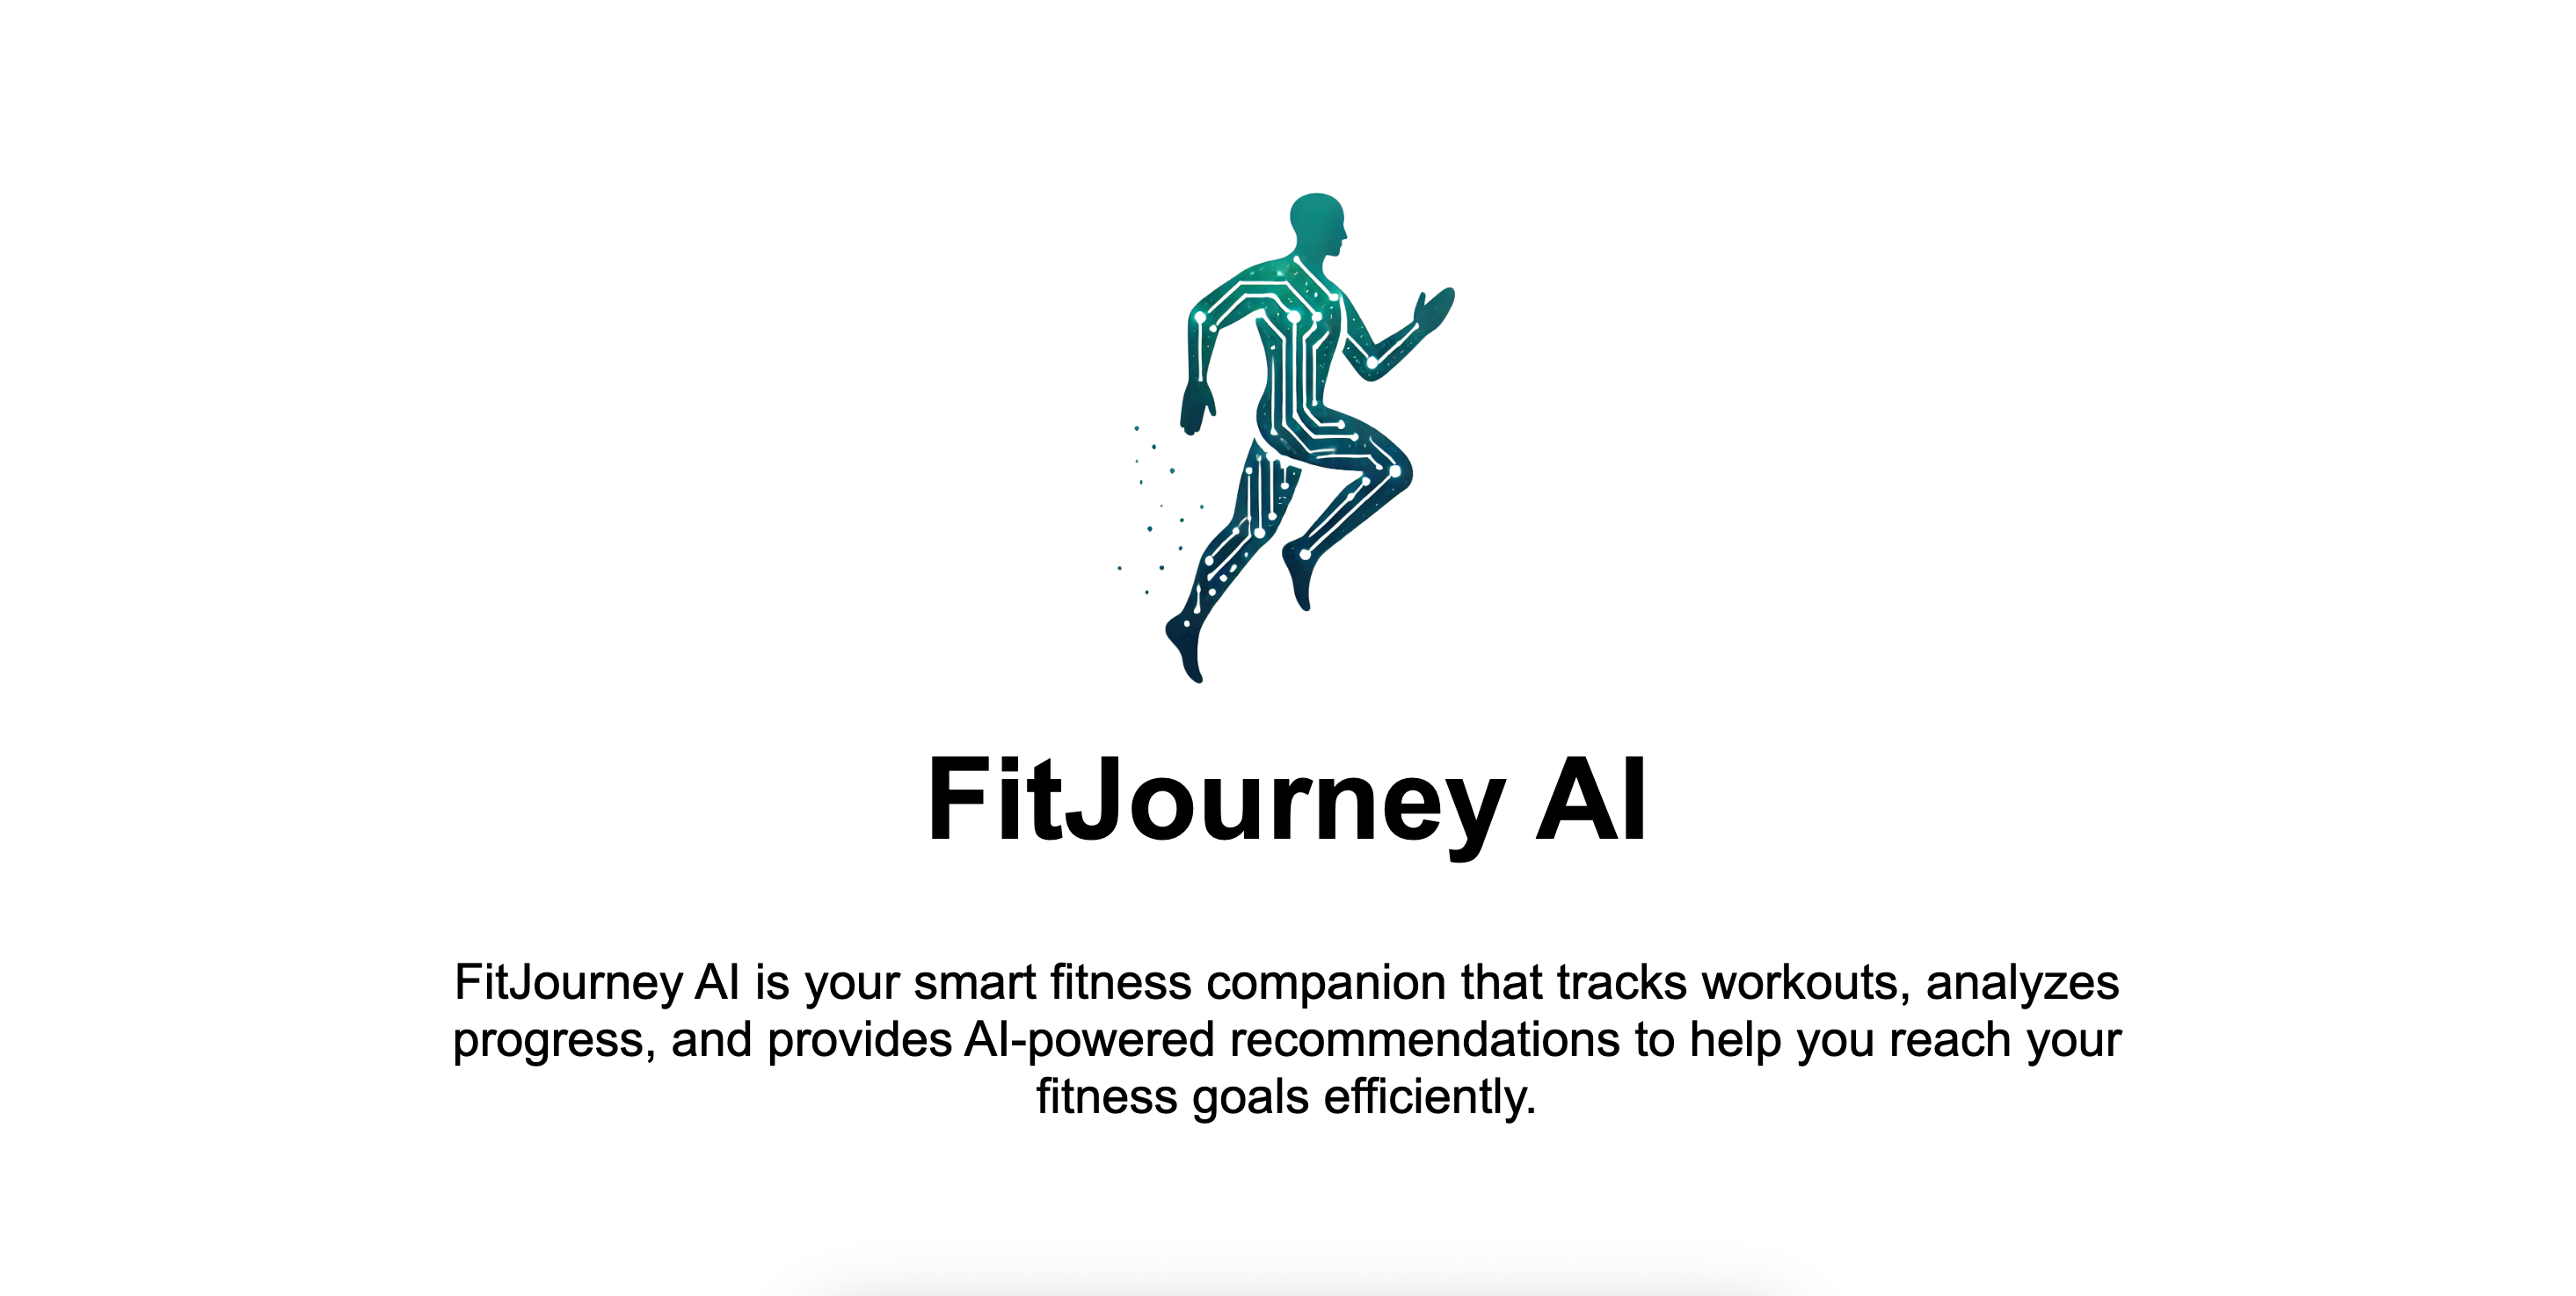 FitJourney AI
FitJourney AI is your smart fitness companion that tracks workouts, analyzes
progress, and provides AI-powered recommendations to help you reach your
fitness goals efficiently.